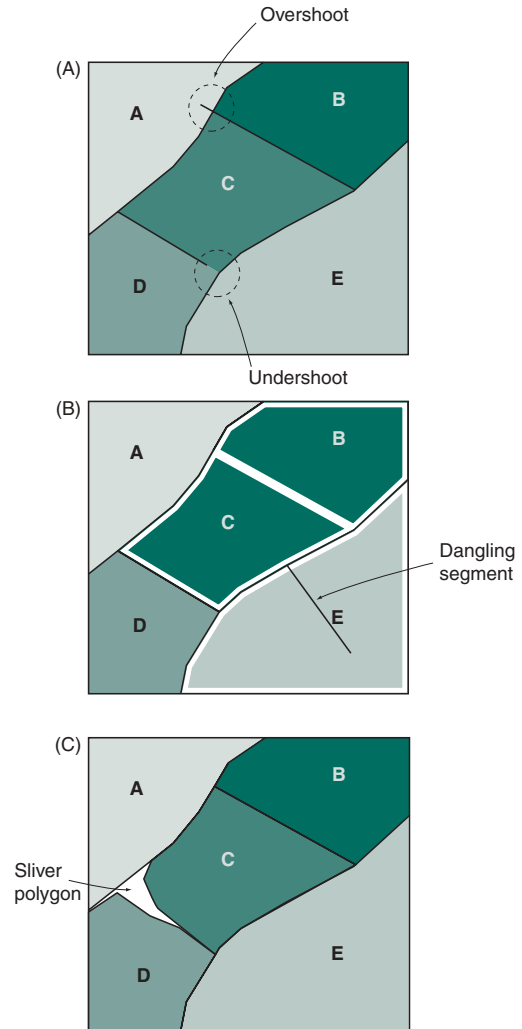 Overshoot
(A)
A
B
C
D
E
Undershoot
(B)
A
B
C
Dangling
segment
D
E
(C)
A
B
C
Sliver
polygon
D
E